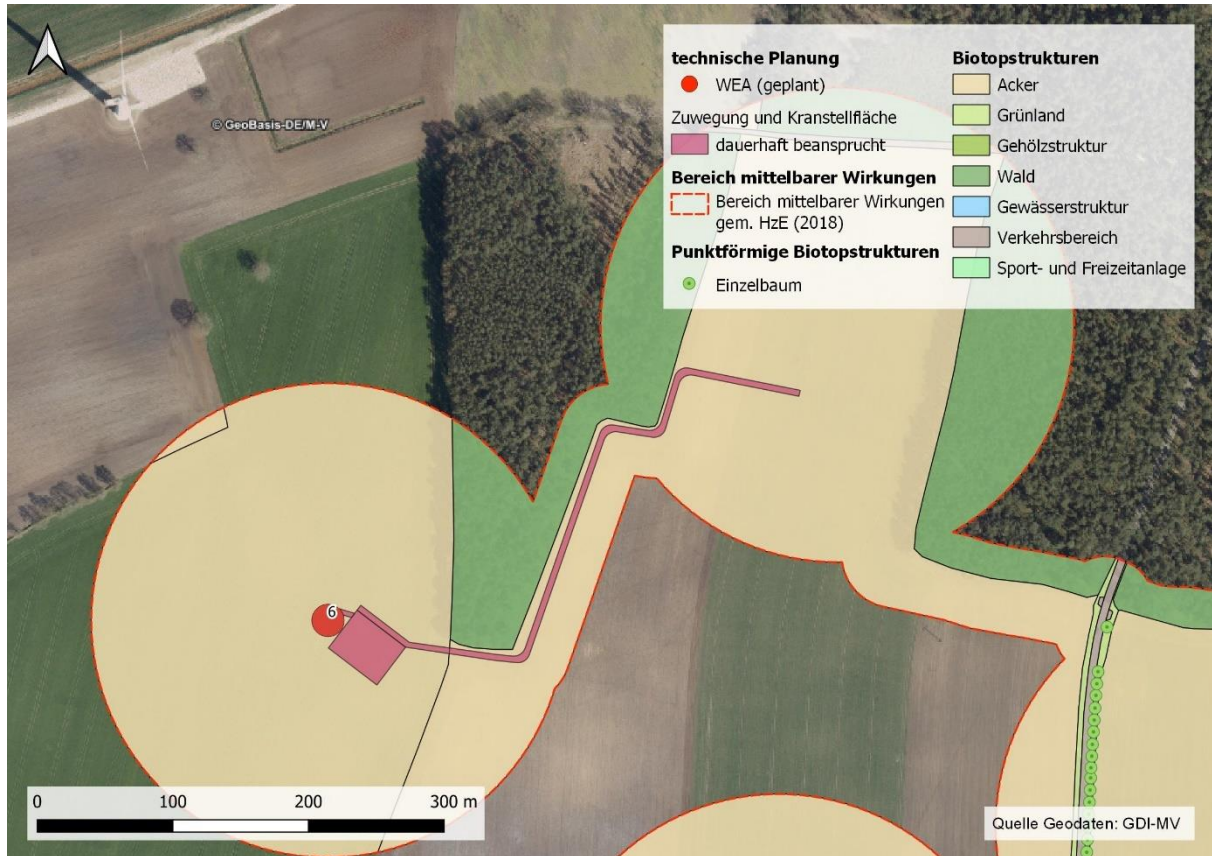 © GeoBasis-DE/M-V
technische Planung
WEA (geplant)
Zuwegung und Kranstellfläche
dauerhaft beansprucht
Bereich mittelbarer Wirkungen
Bereich mittelbarer Wirkungen
gem. HzE (2018)
Punktförmige Biotopstrukturen
Einzelbaum
Biotopstrukturen
Acker
Grünland
Gehölzstruktur
Wald
Gewässerstruktur
Verkehrsbereich
Sport- und Freizeitanlage
6
0 100 200 300 m
Quelle Geodaten: GDI-MV